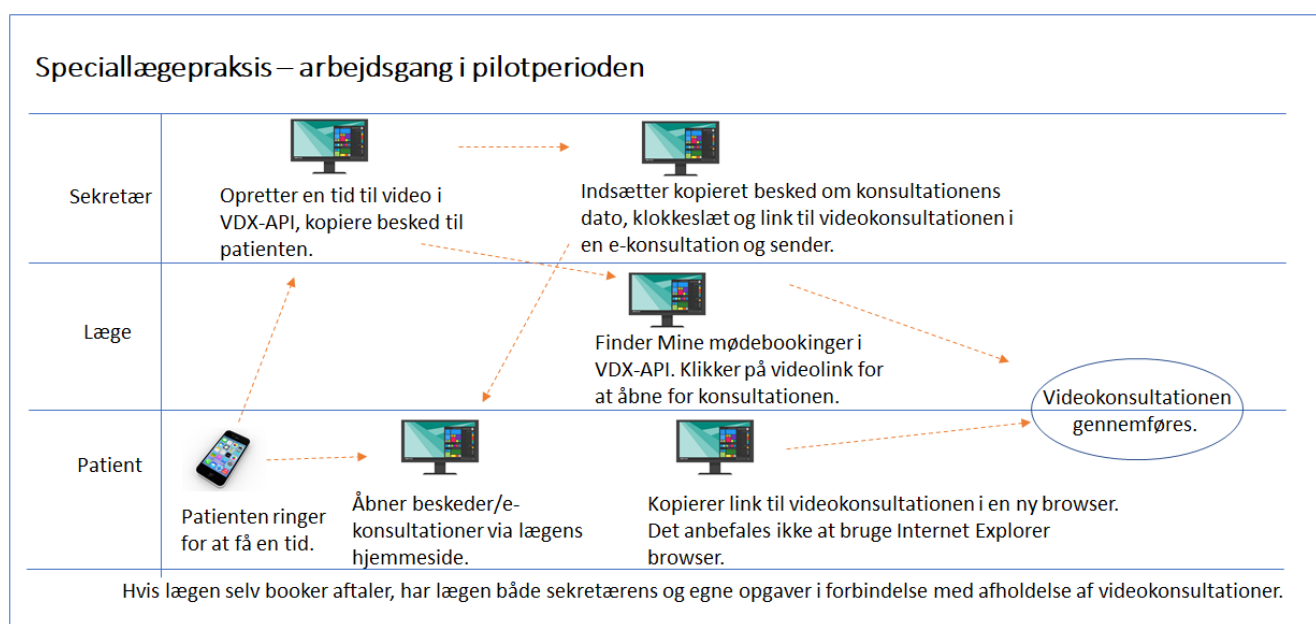 Speciallægepraksis – arbejdsgang i pilotperioden
Sekretær
Opretter en tid til video i
VDX-API, kopiere besked til
patienten.
Indsætter kopieret besked om konsultationens
dato, klokkeslæt og link til videokonsultationen i
en e-konsultation og sender.
Læge
Finder Mine mødebookinger i
VDX-API. Klikker på videolink for
at åbne for konsultationen.
Videokonsultationen
gennemføres.
Patient
Patienten ringer
for at få en tid.
Åbner beskeder/e-
konsultationer via lægens
hjemmeside.
Kopierer link til videokonsultationen i en ny browser.
Det anbefales ikke at bruge Internet Explorer
browser.
Hvis lægen selv booker aftaler, har lægen både sekretærens og egne opgaver i forbindelse med afholdelse af videokonsultationer.